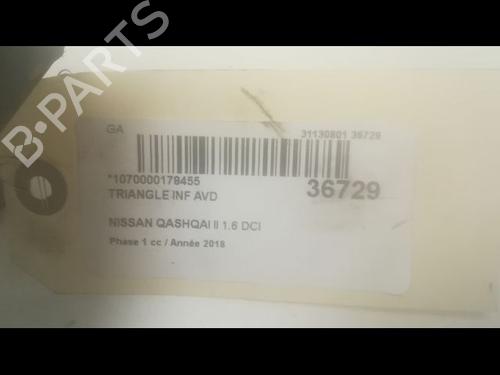 GA
31130801 36729
*1070000178455
36729
TRIANGLE INF AVD
NISSAN QASHQAI II 1.6 DCI
Phase 1 cc / Année 2018
B-PARTS